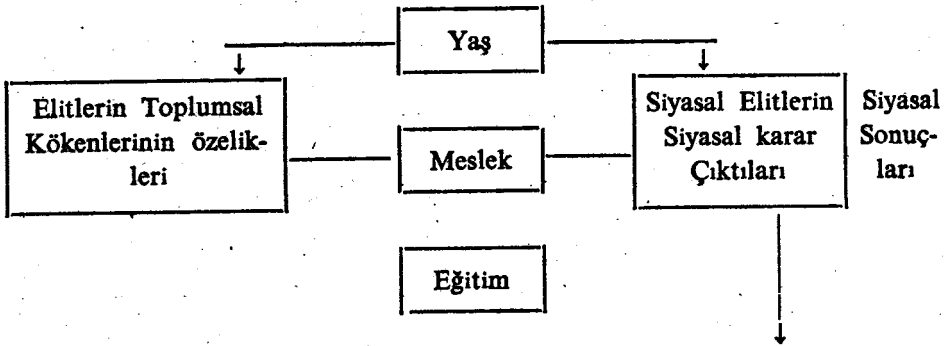 Yaş
Elitlerin Toplumsal
Kökenlerinin özelik-
leri
Meslek
Eğitim
Siyasal Elitlerin
Siyasal karar
Çıktıları
Siyasal
Sonuç-
ları